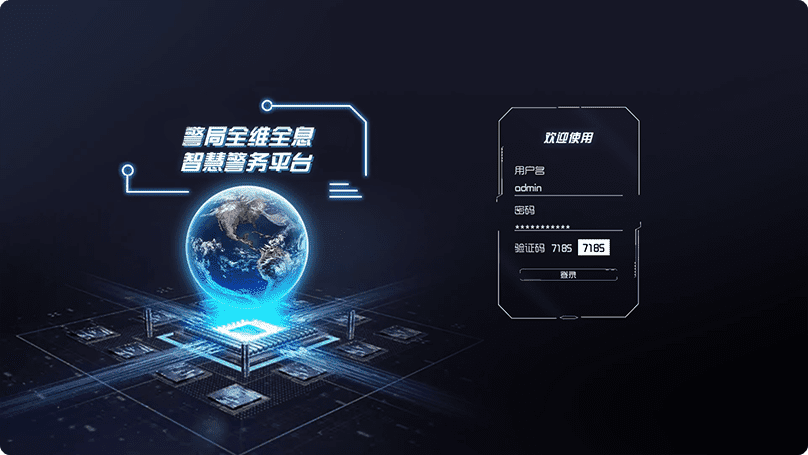 警局全维全息
智慧警务平台
欢迎使用
用户名
admin
密码
***********
验证码 7185 7185
登录